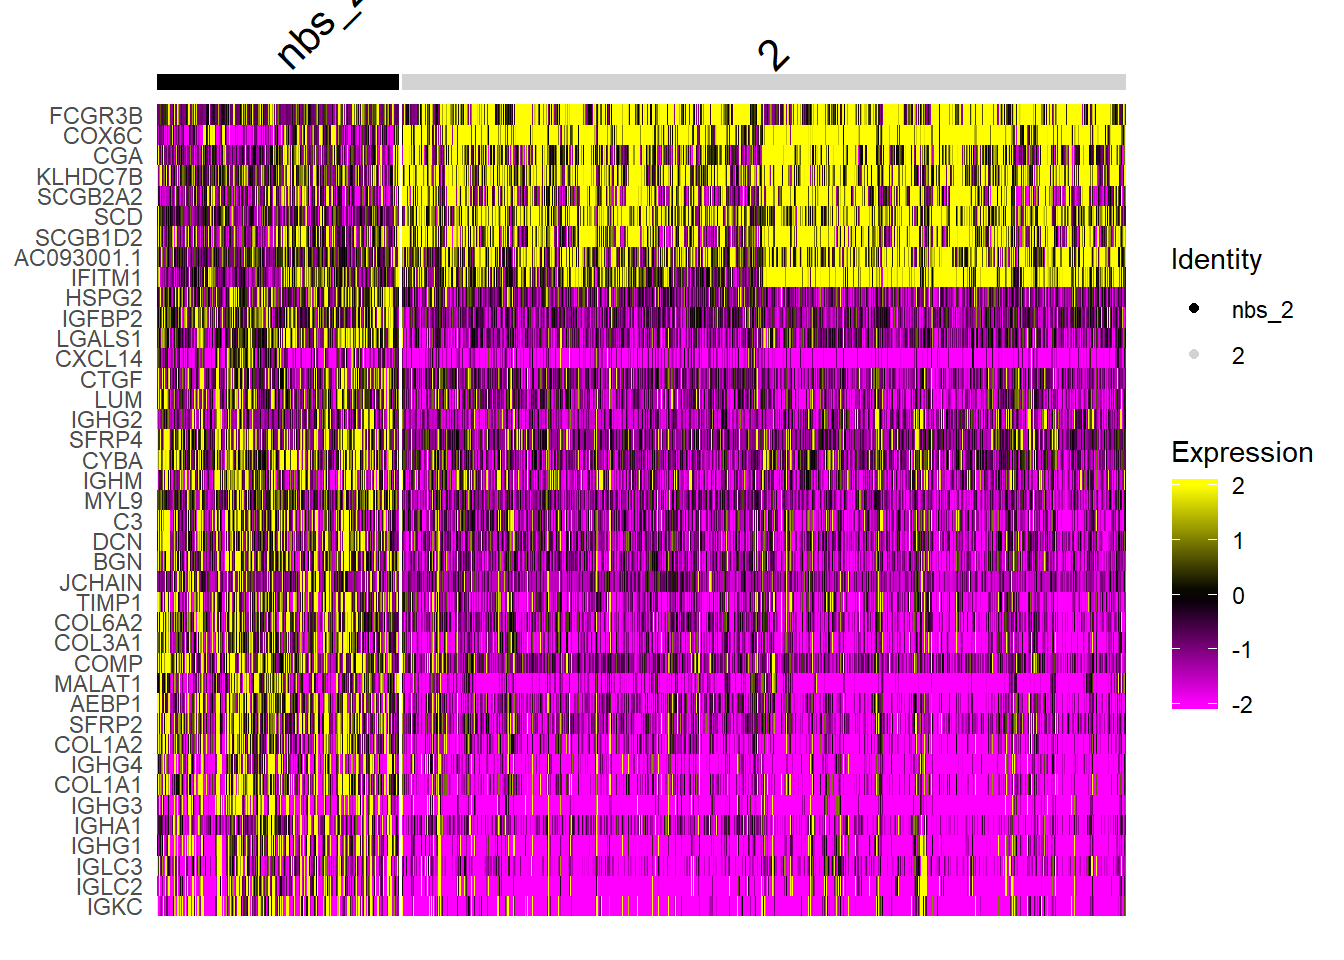 nbs_2
2
FCGR3B
COX6C
CGA
KLHDC7B
SCGB2A2
SCD
SCGB1D2
AC093001.1
IFITM1
HSPG2
IGFBP2
LGALS1
CXCL14
CTGF
LUM
IGHG2
SFRP4
CYBA
IGHM
MYL9
C3
DCN
BGN
JCHAIN
TIMP1
COL6A2
COL3A1
COMP
MALAT1
AEBP1
SFRP2
COL1A2
IGHG4
COL1A1
IGHG3
IGHA1
IGHG1
IGLC3
IGLC2
IGKC
Identity
nbs_2
2
Expression
2
1
0
-1
-2